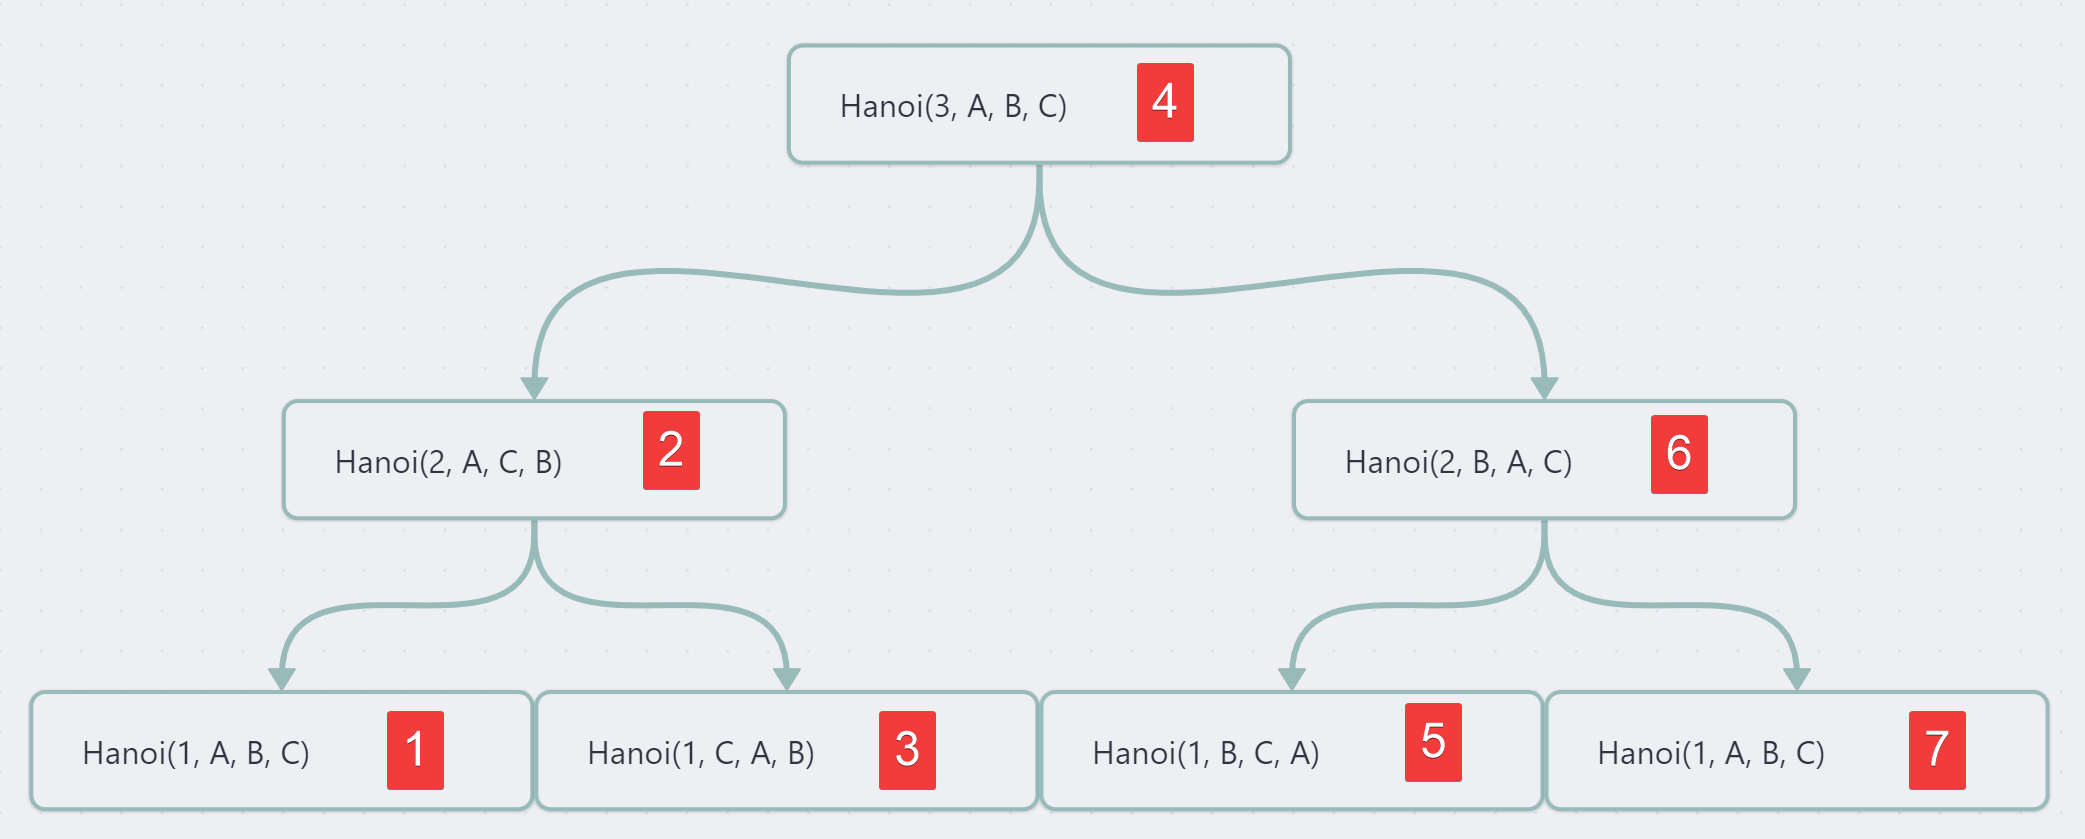 Hanoi(3, A, B, C) 4
Hanoi(2, A, C, B) 2
Hanoi(2, B, A, C) 6
Hanoi(1, A, B, C) 1
Hanoi(1, C, A, B) 3
Hanoi(1, B, C, A) 5
Hanoi(1, A, B, C) 7